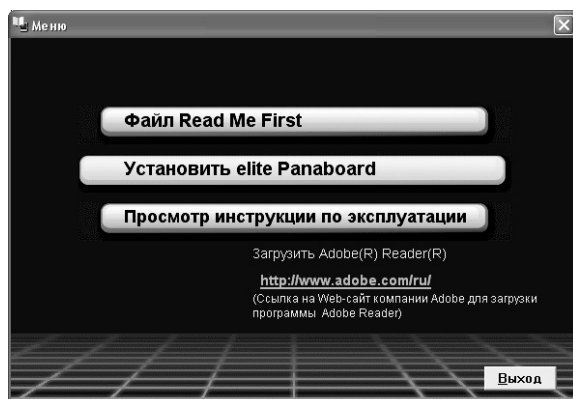 Меню
Файл Read Me First
Установить elite Panaboard
Просмотр инструкции по эксплуатации
Загрузить Adobe(R) Reader(R)
http://www.adobe.com/ru/
(Ссылка на Web-сайт компании Adobe для загрузки
программы Adobe Reader)
Выход